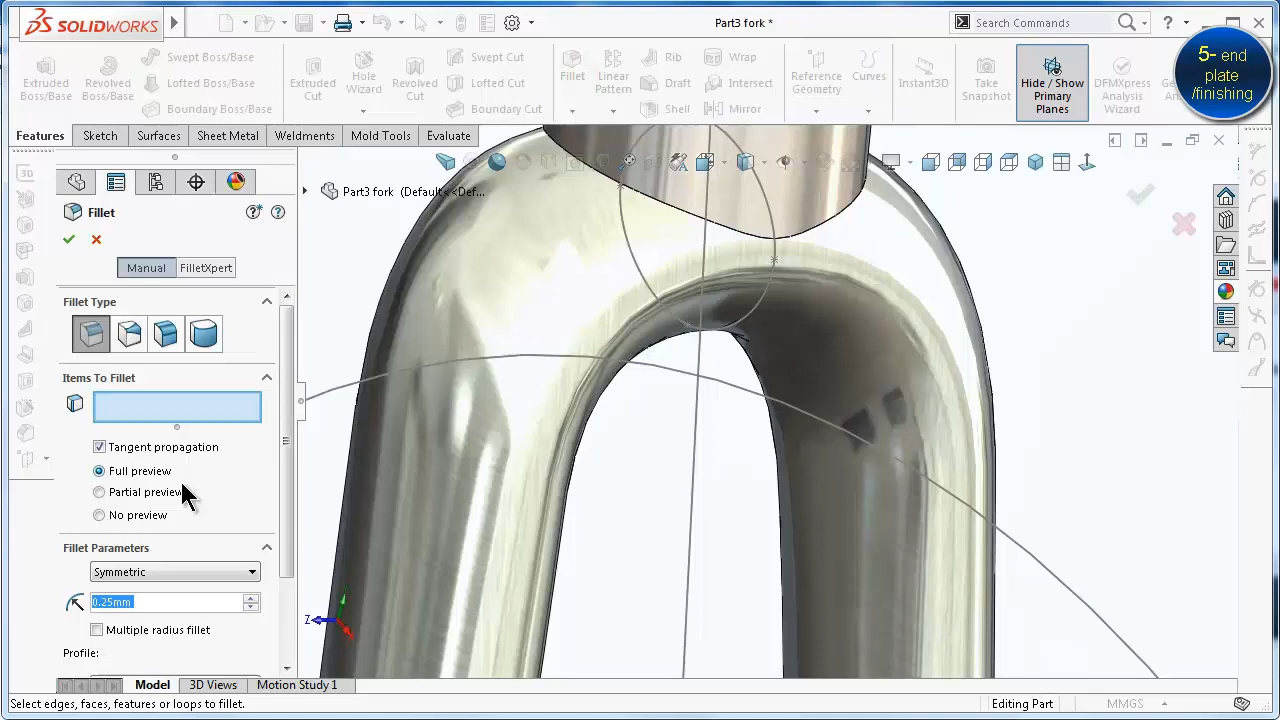 SOLIDWORKS
Part3 fork *
Search Commands
?
5- end
plate
/finishing
Extruded
Boss/Base
Revolved
Boss/Base
Swept Boss/Base
Lofted Boss/Base
Boundary Boss/Base
Extruded
Cut
Hole
Wizard
Revolved
Cut
Swept Cut
Lofted Cut
Boundary Cut
Fillet
Linear
Pattern
Rib
Draft
Shell
Wrap
Intersect
Mirror
Reference
Geometry
Curves
Instant3D
Take
Snapshot
Hide / Show
Primary
Planes
DFMXpress
Analysis
Wizard
Features
Sketch
Surfaces
Sheet Metal
Weldments
Mold Tools
Evaluate
3D
Part3 fork (Default<<Def...
Fillet
Manual
FilletXpert
Fillet Type
Items To Fillet
Tangent propagation
Full preview
Partial preview
No preview
Fillet Parameters
Symmetric
0.25mm
Multiple radius fillet
Profile:
Z
Model
3D Views
Motion Study 1
Select edges, faces, features or loops to fillet.
Editing Part
MMGS